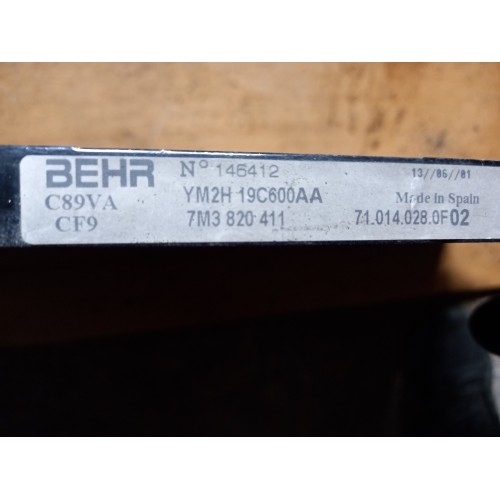 BEHR N° 146412 13//06//01
C89VA YM2H 19C600AA Made in Spain
CF9 7M3 820 411 71.014.028.0F02